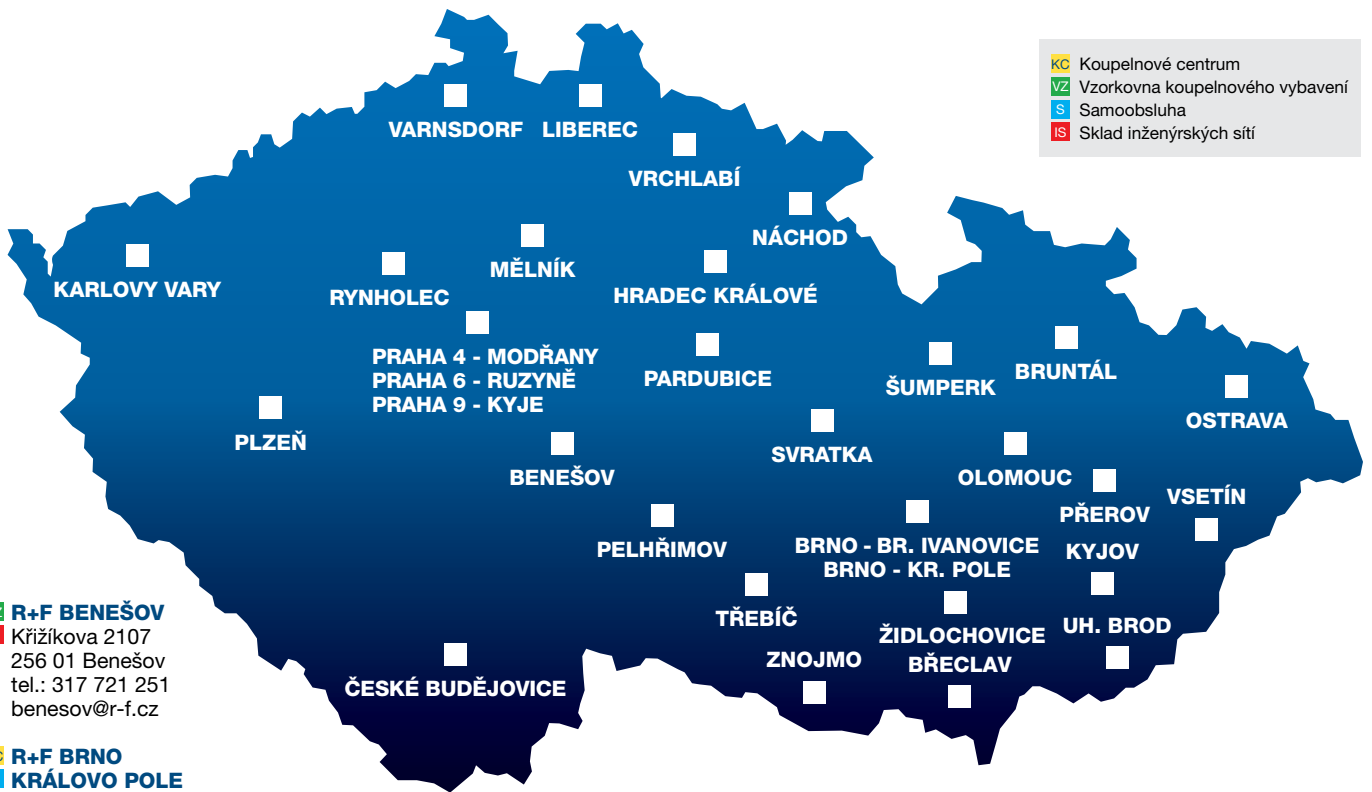 KC Koupelnové centrum
VZ Vzorkovna koupelnového vybavení
S Samoobsluha
IS Sklad inženýrských sítí
VARNSDORF
LIBEREC
VRCHLABÍ
NÁCHOD
KARLOVY VARY
RYNHOLEC
MĚLNÍK
HRADEC KRÁLOVÉ
PRAHA 4 - MODŘANY
PRAHA 6 - RUZYNĚ
PRAHA 9 - KYJE
PARDUBICE
ŠUMPERK
BRUNTÁL
OSTRAVA
PLZEŇ
BENEŠOV
SVRATKA
OLOMOUC
PŘEROV
VSETÍN
PELHŘIMOV
BRNO - BR. IVANOVICE
BRNO - KR. POLE
KYJOV
TŘEBÍČ
ŽIDLOCHOVICE
UH. BROD
ZNOJMO
BŘECLAV
ČESKÉ BUDĚJOVICE
R+F BENEŠOV
Křižíkova 2107
256 01 Benešov
tel.: 317 721 251
benesov@r-f.cz
R+F BRNO
KRÁLOVO POLE